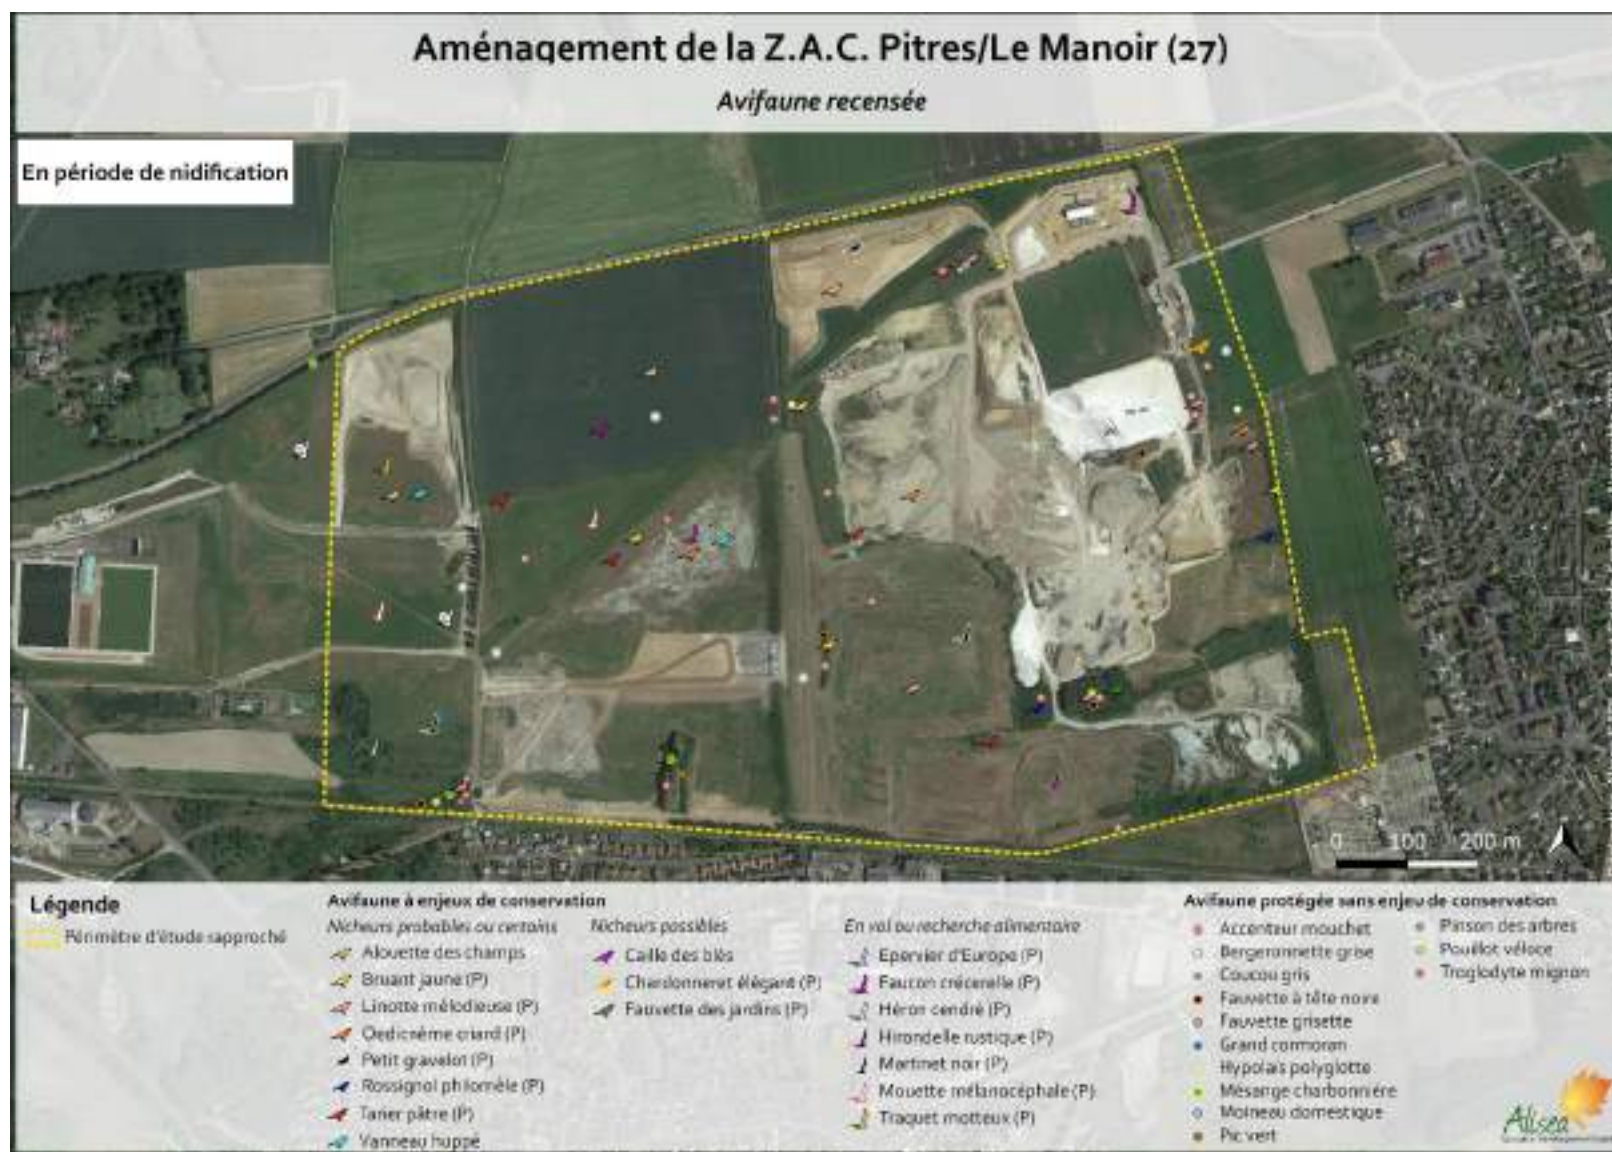 Aménagement de la Z.A.C. Pitres/Le Manoir (27)
Avifaune recensée
En période de nidification
0 100 200 m
Légende
Périmètre d'étude rapproché
Avifaune à enjeux de conservation
Nicheurs probables ou certains
Alouette des champs
Bruant jaune (P)
Linotte mélodieuse (P)
Oedicnème criard (P)
Petit gravelot (P)
Rossignol philomèle (P)
Tarier pâtre (P)
Vanneau huppé
Nicheurs possibles
Caille des blés
Chardonneret élégant (P)
Fauvette des jardins (P)
En vol ou recherche alimentaire
Epervier d'Europe (P)
Faucon crécerelle (P)
Héron cendré (P)
Hirondelle rustique (P)
Martinet noir (P)
Mouette mélanocéphale (P)
Traquet motteux (P)
Avifaune protégée sans enjeu de conservation
Accenteur mouchet
Bergeronnette grise
Coucou gris
Fauvette à tête noire
Fauvette grisette
Grand cormoran
Hypolaïs polyglotte
Mésange charbonnière
Moineau domestique
Pic vert
Pinson des arbres
Pouillot véloce
Troglodyte mignon
Alisea